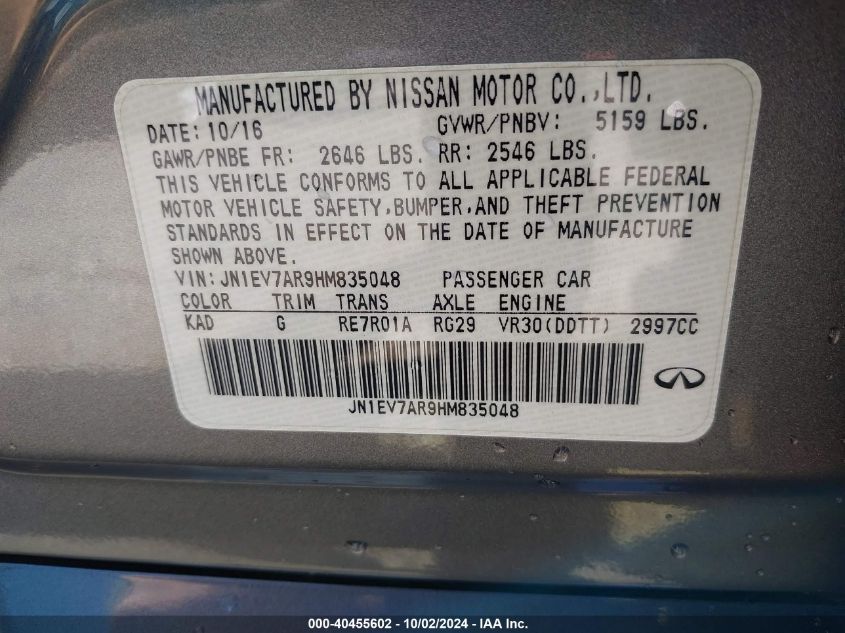 MANUFACTURED BY NISSAN MOTOR CO.,LTD.
DATE: 10/16 GVWR/PNBV: 5159 LBS.
GAWR/PNBE FR: 2646 LBS. RR: 2546 LBS.
THIS VEHICLE CONFORMS TO ALL APPLICABLE FEDERAL
MOTOR VEHICLE SAFETY,BUMPER,AND THEFT PREVENTION
STANDARDS IN EFFECT ON THE DATE OF MANUFACTURE
SHOWN ABOVE.
VIN: JN1EV7AR9HM835048 PASSENGER CAR
COLOR TRIM TRANS AXLE ENGINE
KAD G RE7R01A RG29 VR30(DDTT) 2997CC
JN1EV7AR9HM835048
000-40455602 - 10/02/2024 - IAA Inc.